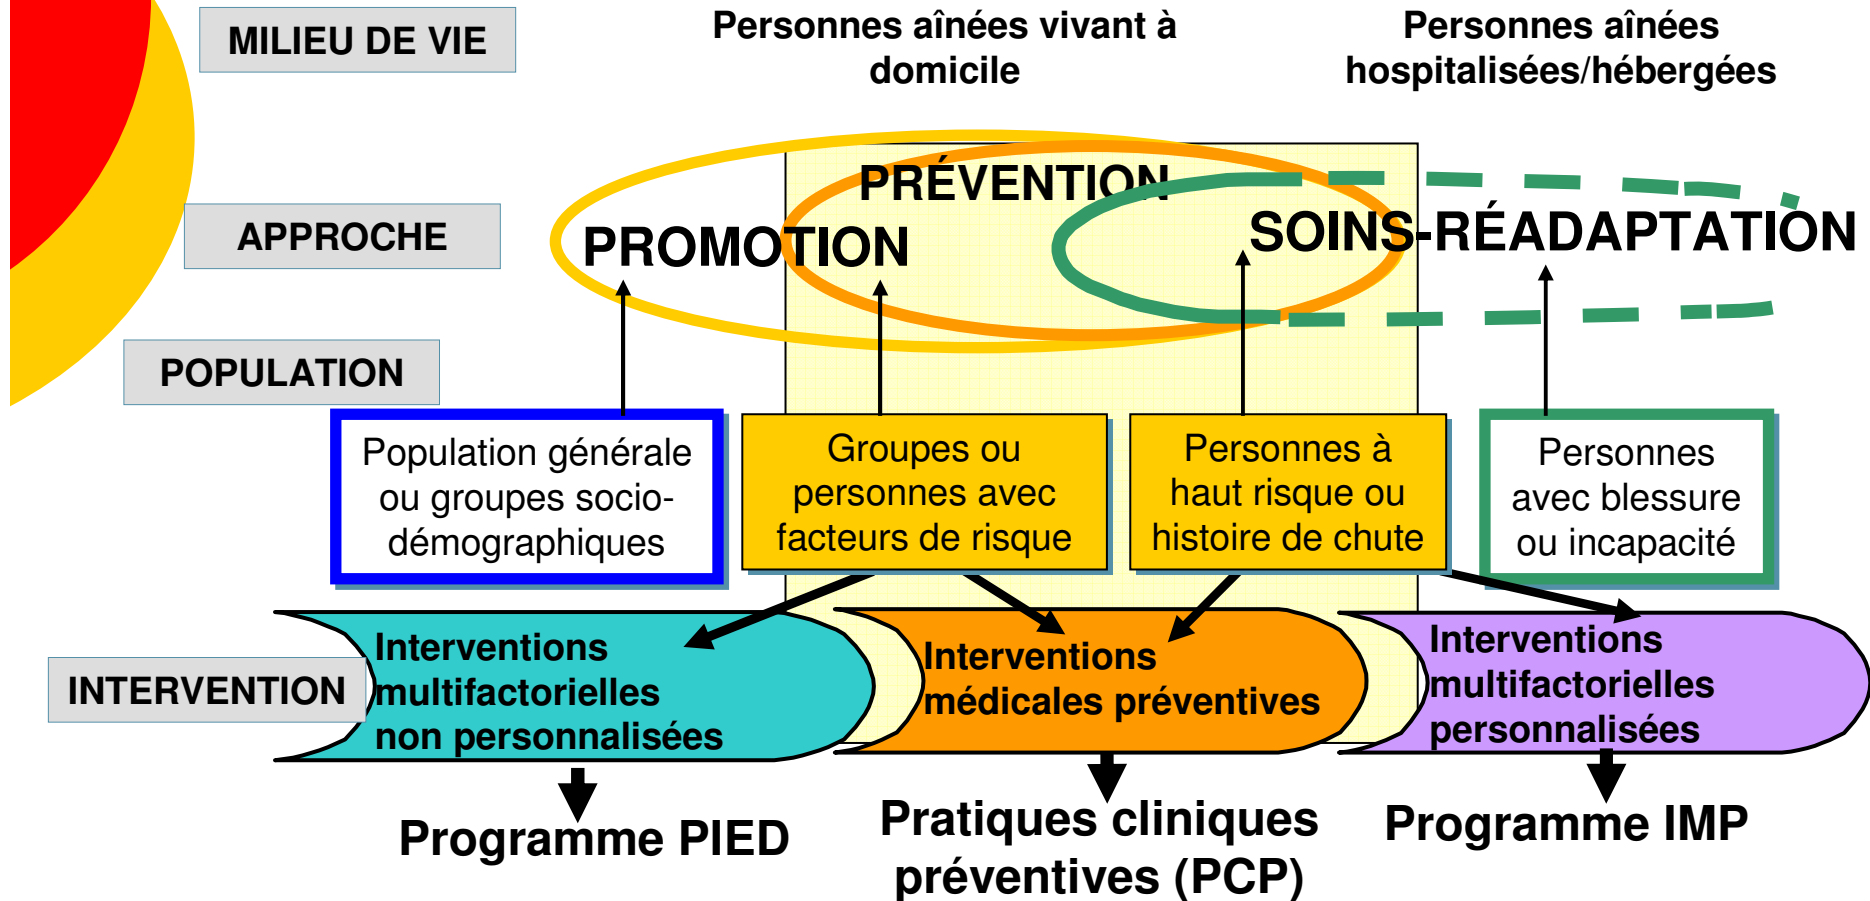 MILIEU DE VIE
Personnes aînées vivant à
domicile
Personnes aînées
hospitalisées/hébergées
APPROCHE
PROMOTION
PRÉVENTION
SOINS-RÉADAPTATION
POPULATION
Population générale
ou groupes socio-
démographiques
Groupes ou
personnes avec
facteurs de risque
Personnes à
haut risque ou
histoire de chute
Personnes
avec blessure
ou incapacité
INTERVENTION
Interventions
multifactorielles
non personnalisées
Interventions
médicales préventives
Interventions
multifactorielles
personnalisées
Programme PIED
Pratiques cliniques
préventives (PCP)
Programme IMP